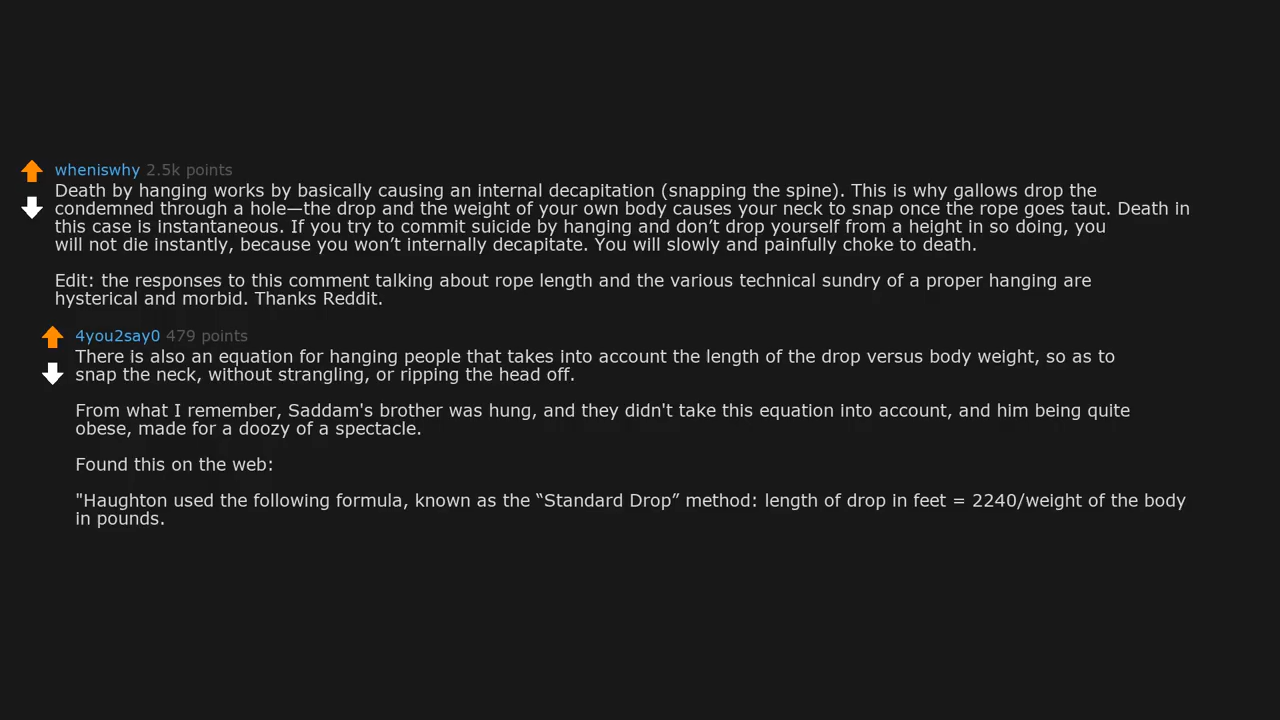 wheniswhy 2.5k points
Death by hanging works by basically causing an internal decapitation (snapping the spine). This is why gallows drop the
condemned through a hole—the drop and the weight of your own body causes your neck to snap once the rope goes taut. Death in
this case is instantaneous. If you try to commit suicide by hanging and don’t drop yourself from a height in so doing, you
will not die instantly, because you won’t internally decapitate. You will slowly and painfully choke to death.
Edit: the responses to this comment talking about rope length and the various technical sundry of a proper hanging are
hysterical and morbid. Thanks Reddit.
4you2say0 479 points
There is also an equation for hanging people that takes into account the length of the drop versus body weight, so as to
snap the neck, without strangling, or ripping the head off.
From what I remember, Saddam's brother was hung, and they didn't take this equation into account, and him being quite
obese, made for a doozy of a spectacle.
Found this on the web:
"Haughton used the following formula, known as the “Standard Drop” method: length of drop in feet = 2240/weight of the body
in pounds.